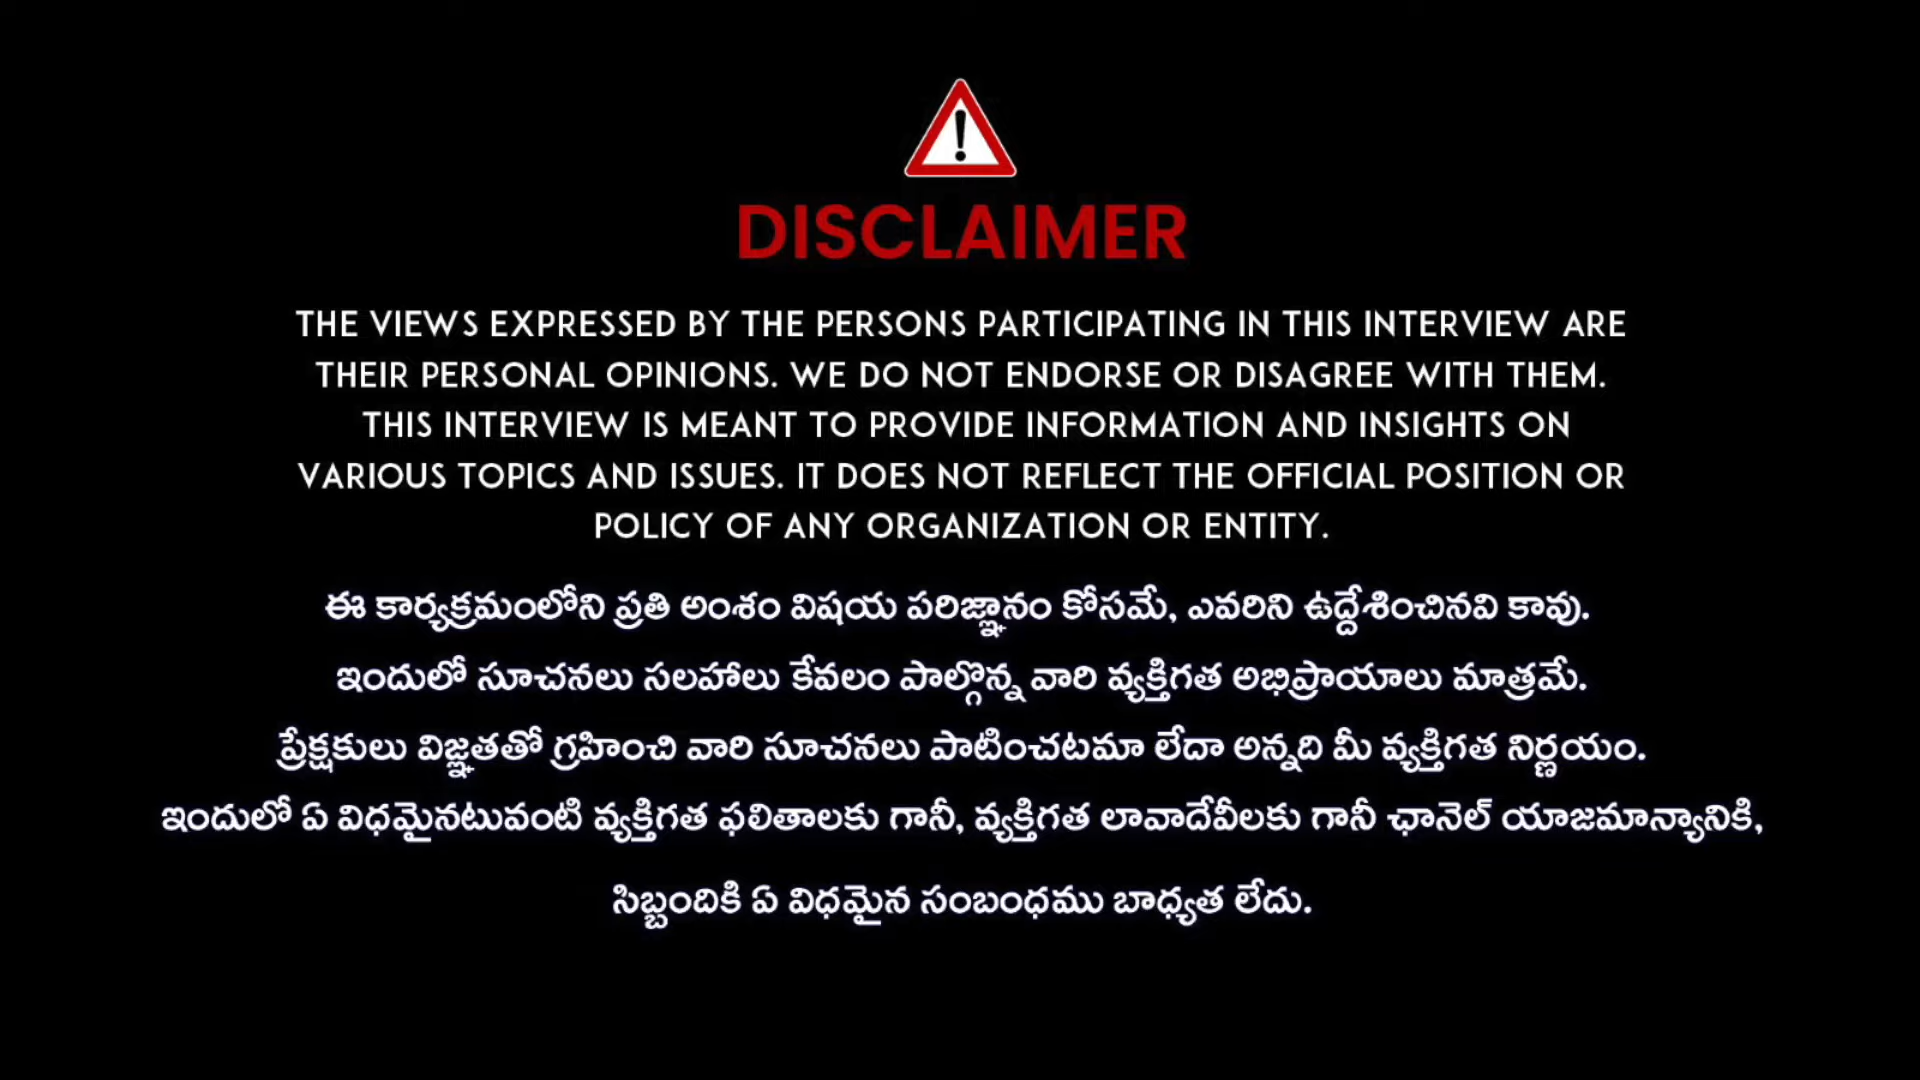 DISCLAIMER
THE VIEWS EXPRESSED BY THE PERSONS PARTICIPATING IN THIS INTERVIEW ARE
THEIR PERSONAL OPINIONS. WE DO NOT ENDORSE OR DISAGREE WITH THEM.
THIS INTERVIEW IS MEANT TO PROVIDE INFORMATION AND INSIGHTS ON
VARIOUS TOPICS AND ISSUES. IT DOES NOT REFLECT THE OFFICIAL POSITION OR
POLICY OF ANY ORGANIZATION OR ENTITY.
ఈ కార్యక్రమంలోని ప్రతి అంశం విషయ పరిజ్ఞానం కోసమే, ఎవరిని ఉద్దేశించినవి కావు.
ఇందులో సూచనలు సలహాలు కేవలం పాల్గొన్న వారి వ్యక్తిగత అభిప్రాయాలు మాత్రమే.
ప్రేక్షకులు విజ్ఞతతో గ్రహించి వారి సూచనలు పాటించటమా లేదా అన్నది మీ వ్యక్తిగత నిర్ణయం.
ఇందులో ఏ విధమైనటువంటి వ్యక్తిగత ఫలితాలకు గానీ, వ్యక్తిగత లావాదేవీలకు గానీ ఛానెల్ యాజమాన్యానికి,
సిబ్బందికి ఏ విధమైన సంబంధము బాధ్యత లేదు.